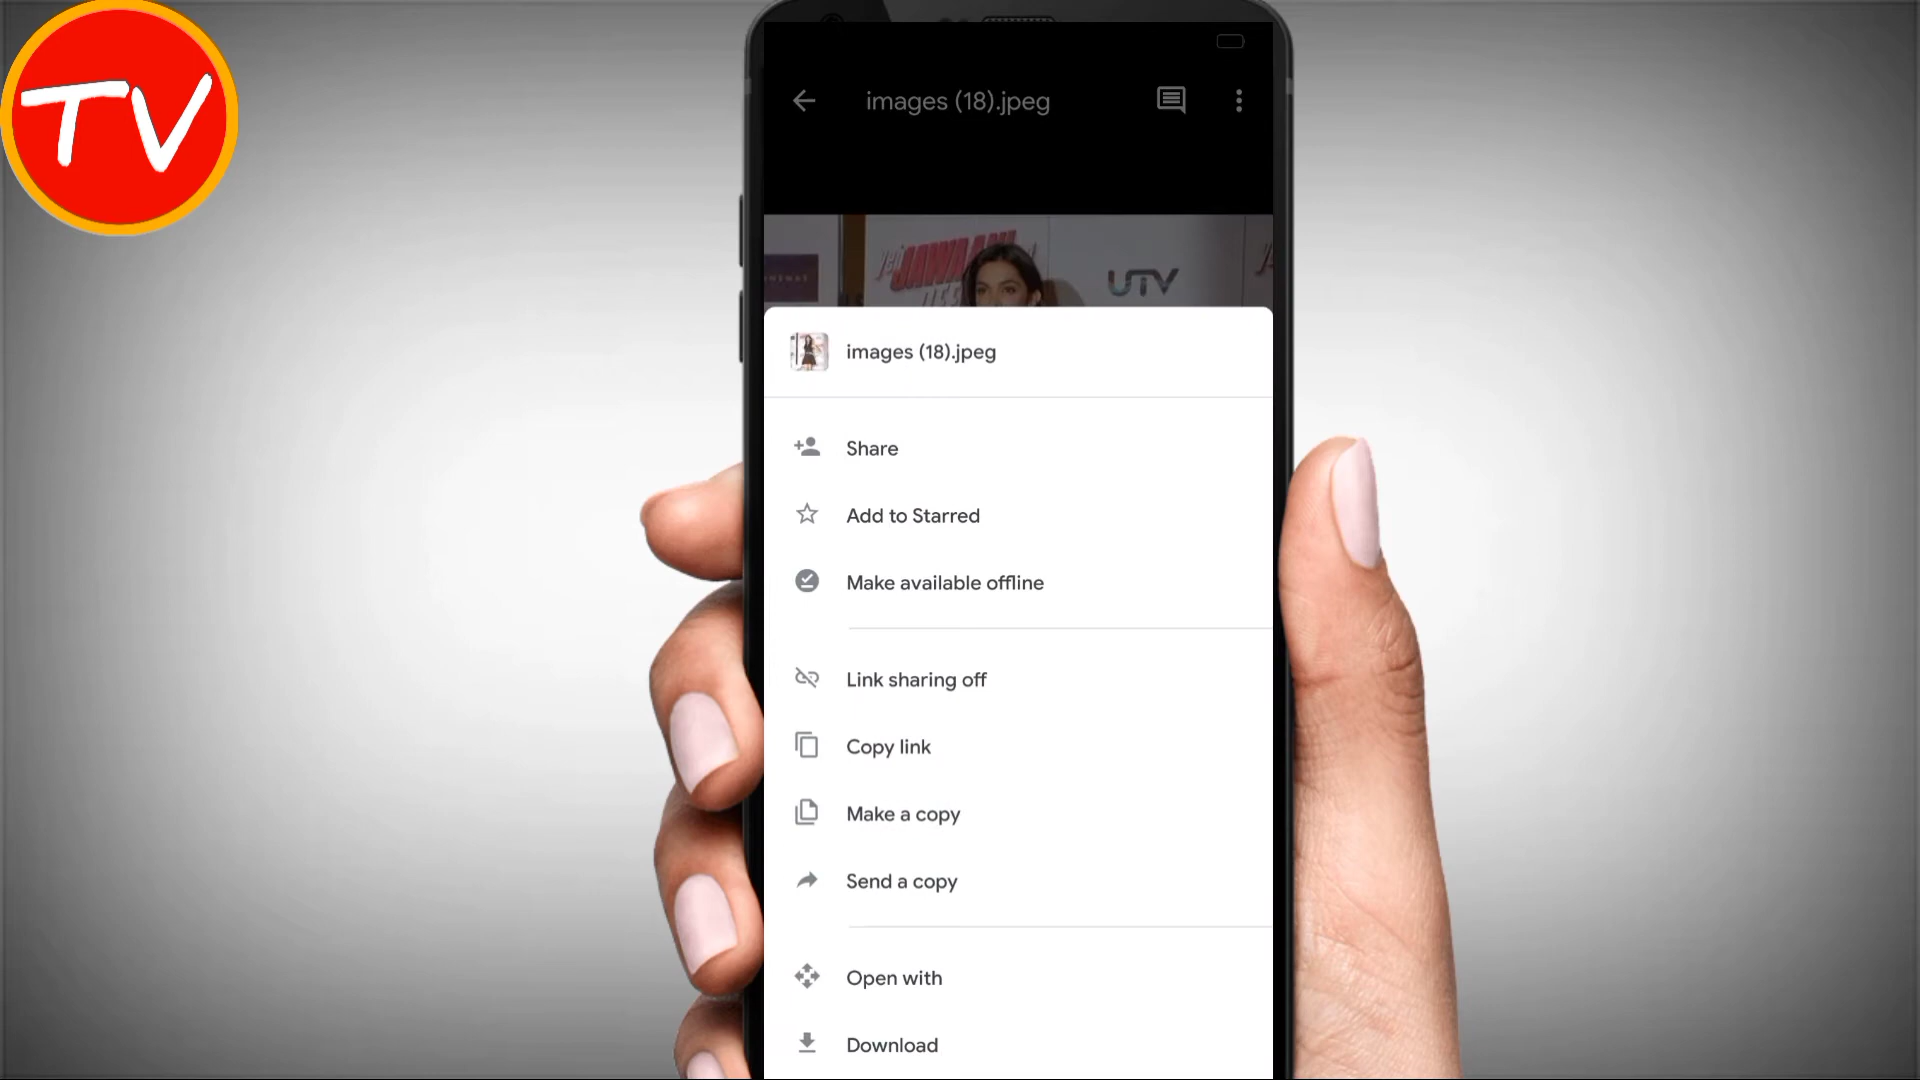 TV
images (18).jpeg
JAWAANI
UTV
images (18).jpeg
Share
Add to Starred
Make available offline
Link sharing off
Copy link
Make a copy
Send a copy
Open with
Download